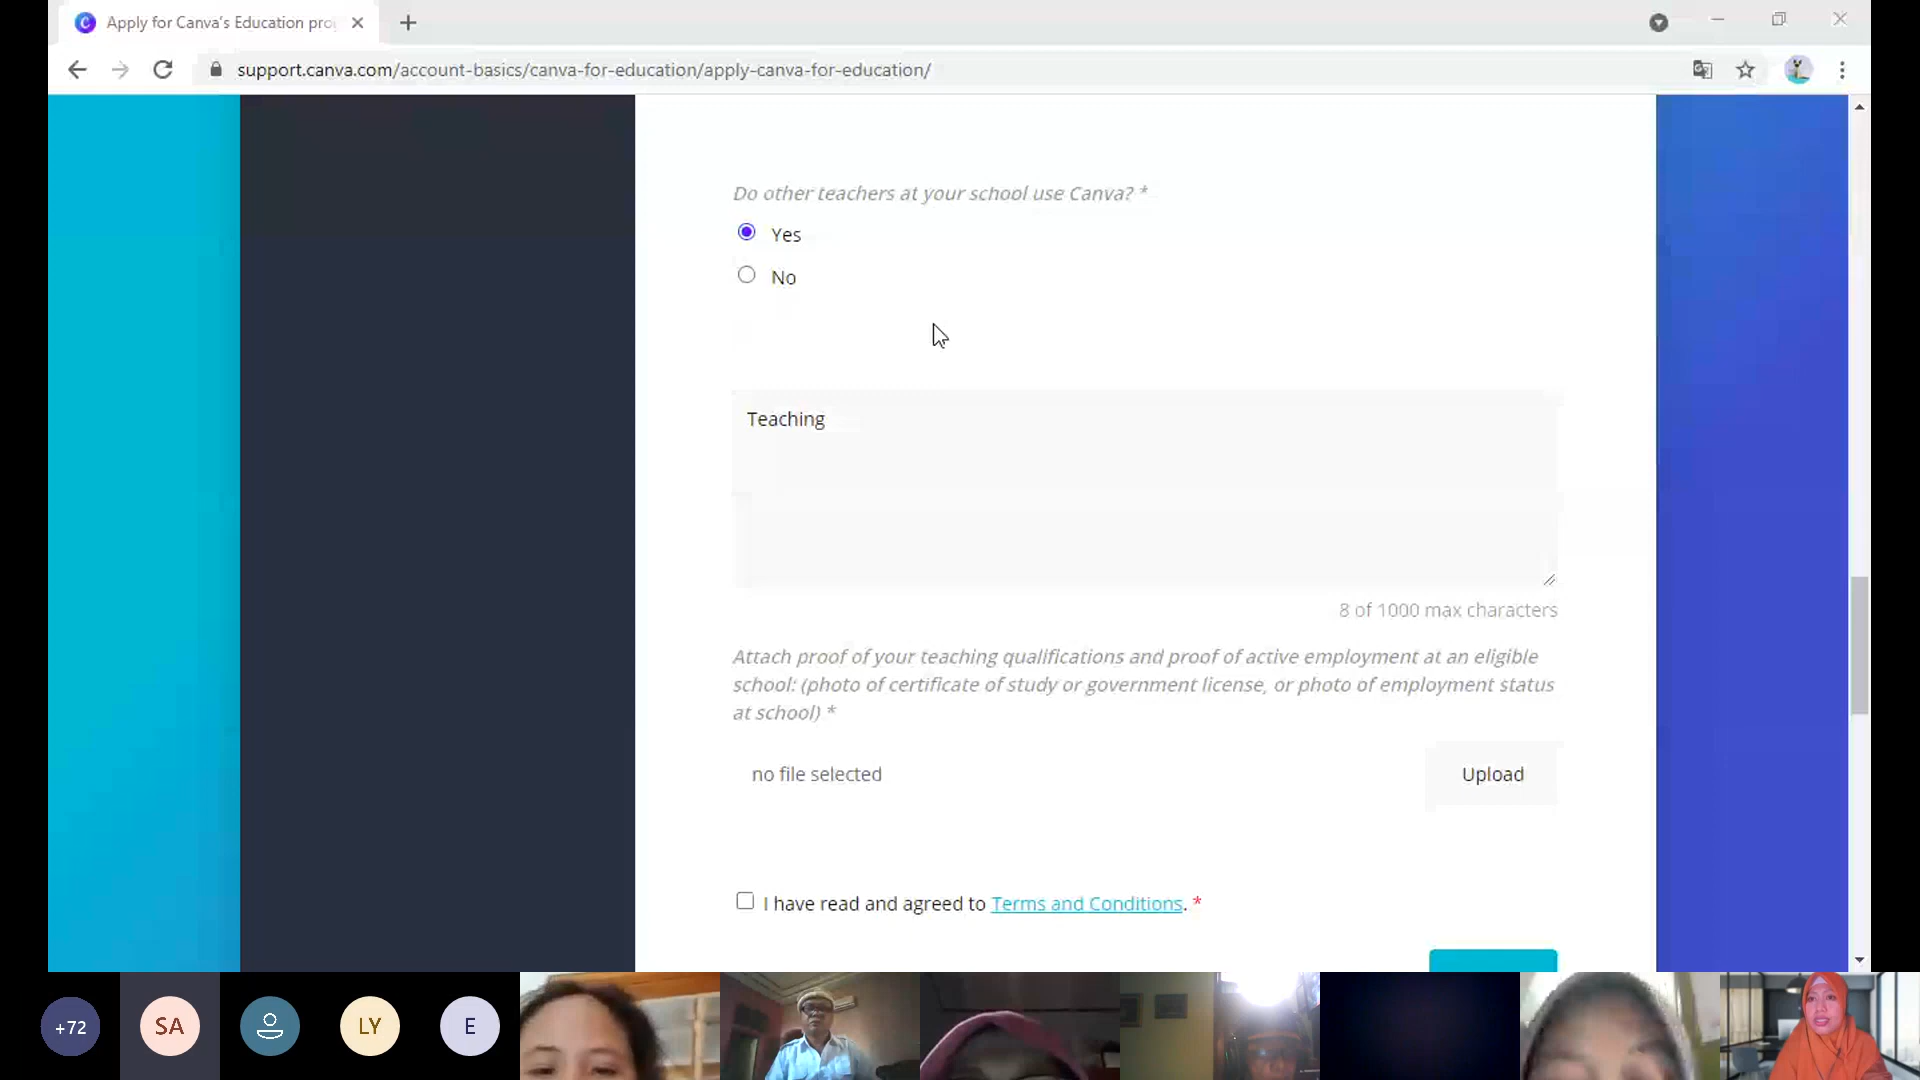 Apply for Canva's Education pro
support.canva.com/account-basics/canva-for-education/apply-canva-for-education/
Do other teachers at your school use Canva? *
Yes
No
Teaching
8 of 1000 max characters
Attach proof of your teaching qualifications and proof of active employment at an eligible
school: (photo of certificate of study or government license, or photo of employment status
at school) *
no file selected
Upload
I have read and agreed to Terms and Conditions. *
+72
SA
LY
E